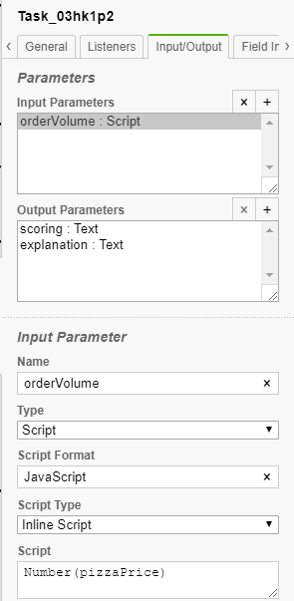 Task_03hk1p2
General Listeners Input/Output Field In
Parameters
Input Parameters × +
orderVolume : Script
Output Parameters × +
scoring : Text
explanation : Text
Input Parameter
Name
orderVolume ×
Type
Script
Script Format
JavaScript ×
Script Type
Inline Script
Script
Number(pizzaPrice)